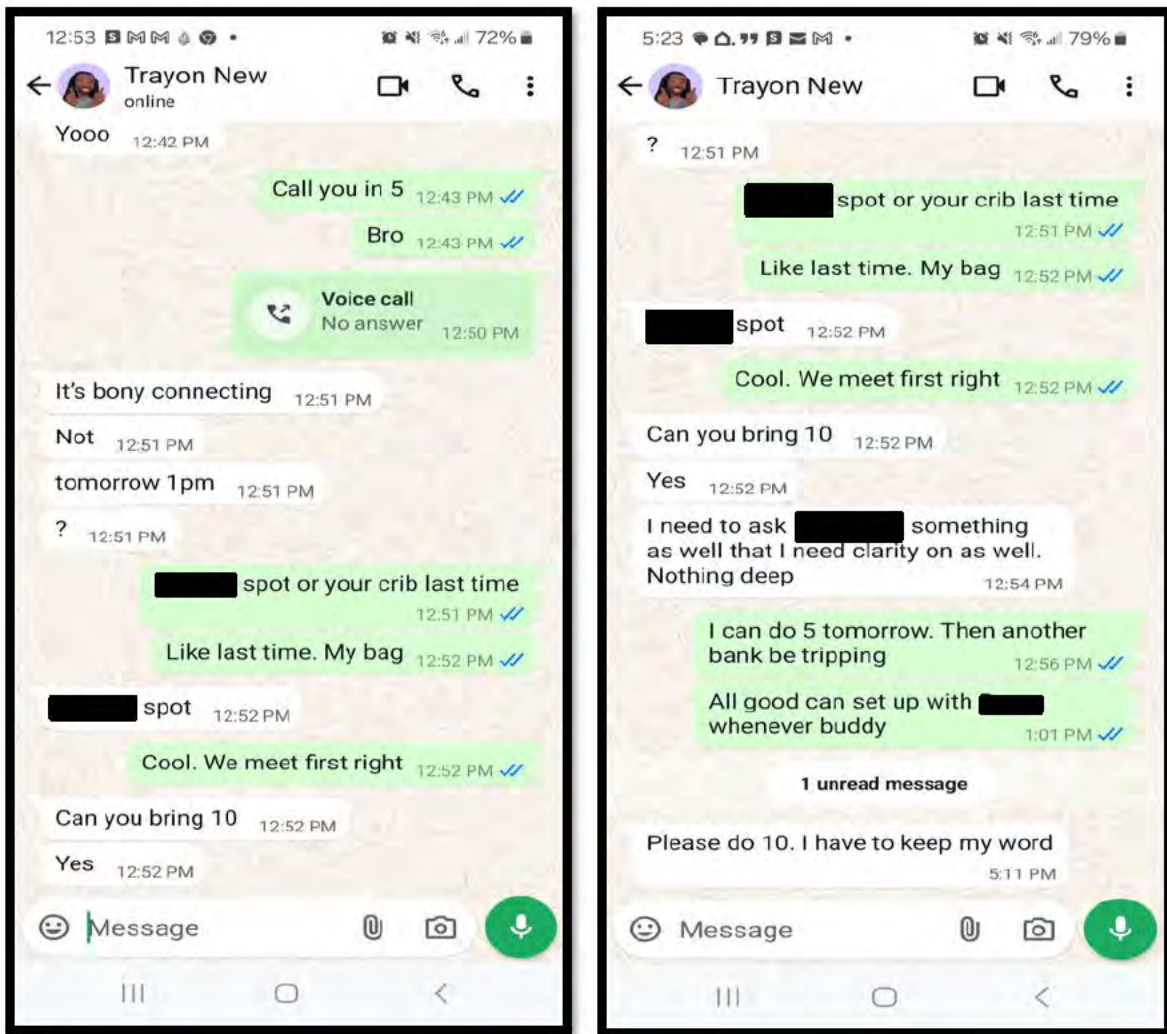 12:53
72%
Trayon New
online
Yooo 12:42 PM
Call you in 5 12:43 PM
Bro 12:43 PM
Voice call
No answer 12:50 PM
It's bony connecting 12:51 PM
Not 12:51 PM
tomorrow 1pm 12:51 PM
? 12:51 PM
spot or your crib last time
12:51 PM
Like last time. My bag 12:52 PM
spot 12:52 PM
Cool. We meet first right 12:52 PM
Can you bring 10 12:52 PM
Yes 12:52 PM
Message
5:23
79%
Trayon New
? 12:51 PM
spot or your crib last time
12:51 PM
Like last time. My bag 12:52 PM
spot 12:52 PM
Cool. We meet first right 12:52 PM
Can you bring 10 12:52 PM
Yes 12:52 PM
I need to ask something
as well that I need clarity on as well.
Nothing deep 12:54 PM
I can do 5 tomorrow. Then another
bank be tripping 12:56 PM
All good can set up with
whenever buddy 1:01 PM
1 unread message
Please do 10. I have to keep my word
5:11 PM
Message